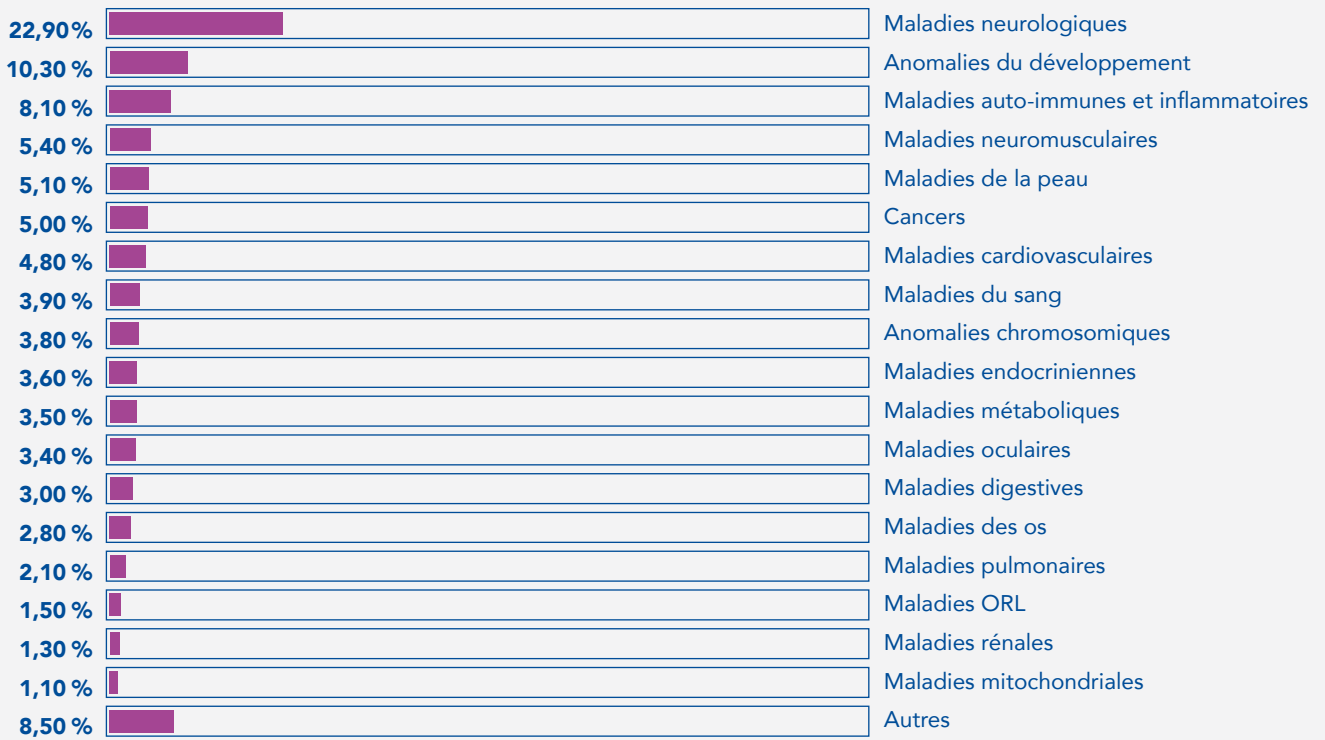 22,90 % Maladies neurologiques
10,30 % Anomalies du développement
8,10 % Maladies auto-immunes et inflammatoires
5,40 % Maladies neuromusculaires
5,10 % Maladies de la peau
5,00 % Cancers
4,80 % Maladies cardiovasculaires
3,90 % Maladies du sang
3,80 % Anomalies chromosomiques
3,60 % Maladies endocriniennes
3,50 % Maladies métaboliques
3,40 % Maladies oculaires
3,00 % Maladies digestives
2,80 % Maladies des os
2,10 % Maladies pulmonaires
1,50 % Maladies ORL
1,30 % Maladies rénales
1,10 % Maladies mitochondriales
8,50 % Autres